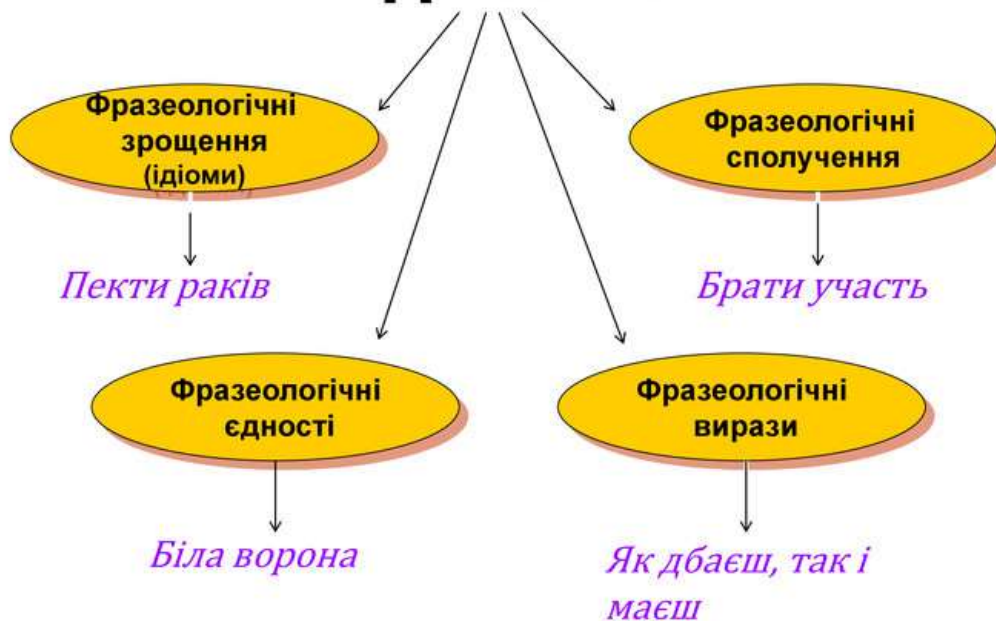 Фразеологічні
зрощення
(ідіоми)
Фразеологічні
сполучення
Пекти раків
Брати участь
Фразеологічні
єдності
Фразеологічні
вирази
Біла ворона
Як дбаєш, так і
маєш